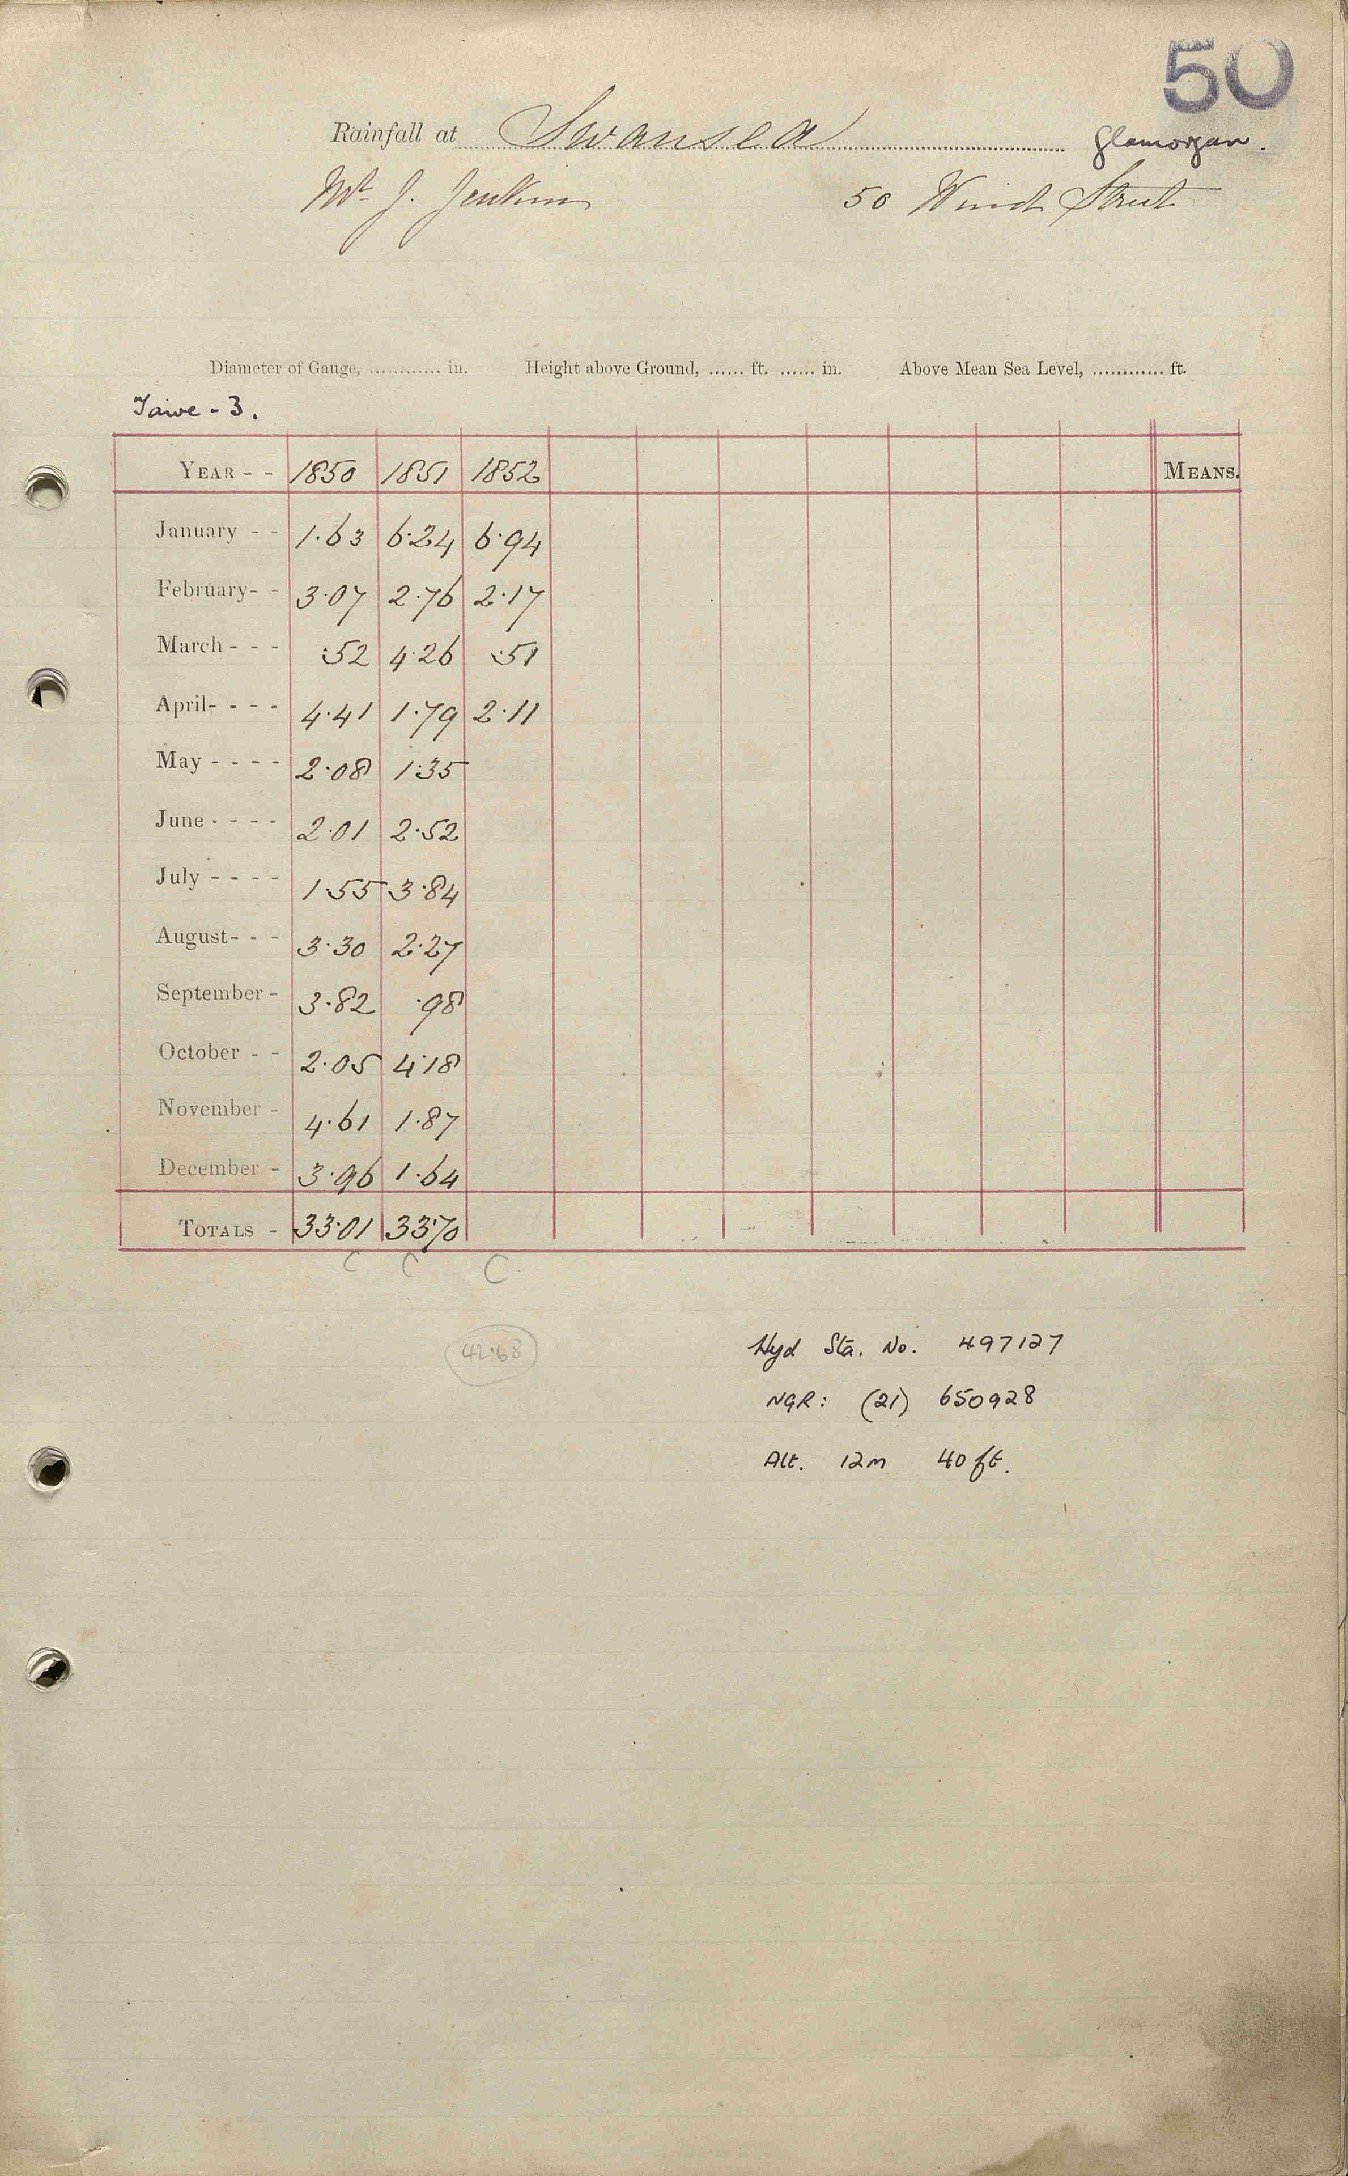 50
Rainfall at Swansea Glamorgan.
Mr J. Jenkins 50 Wind Street
Diameter of Gauge, ............ in. Height above Ground, ...... ft. ...... in. Above Mean Sea Level, ............ ft.
Tawe - 3.
YEAR - - 1850 1851 1852 MEANS.
January - - 1.63 6.24 6.94
February- - 3.07 2.76 2.17
March - - - .52 4.26 .51
April- - - - 4.41 1.79 2.11
May - - - - 2.08 1.35
June - - - - 2.01 2.52
July - - - - 1.55 3.84
August- - - 3.30 2.27
September - 3.82 .98
October - - 2.05 4.18
November - 4.61 1.87
December - 3.96 1.64
TOTALS - 33.01 33.70
C C C.
42.68
Hyd Sta. No. 497127
NGR: (21) 650928
Alt. 12m 40 ft.